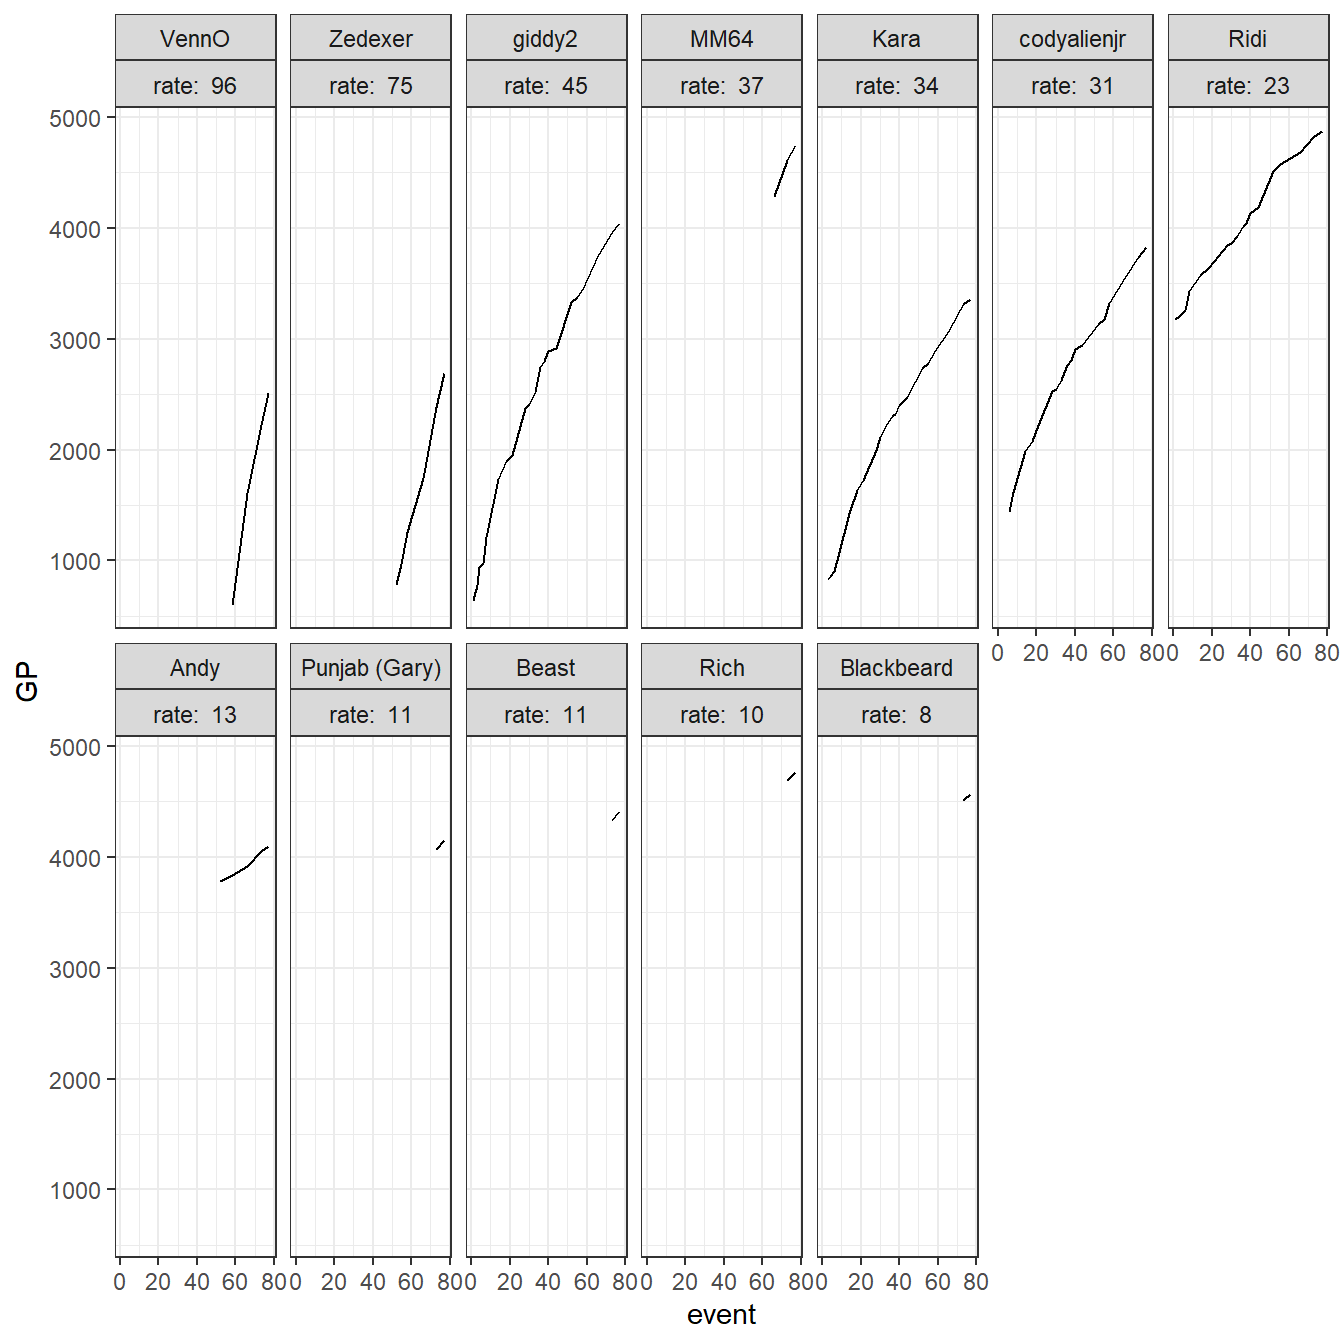 VennO Zedexer giddy2 MM64 Kara codyalienjr Ridi
rate: 96 rate: 75 rate: 45 rate: 37 rate: 34 rate: 31 rate: 23
5000
4000
3000
2000
1000
0 20 40 60 80 0 20 40 60 80
GP
Andy Punjab (Gary) Beast Rich Blackbeard
rate: 13 rate: 11 rate: 11 rate: 10 rate: 8
5000
4000
3000
2000
1000
0 20 40 60 80 0 20 40 60 80 0 20 40 60 80 0 20 40 60 80 0 20 40 60 80
event